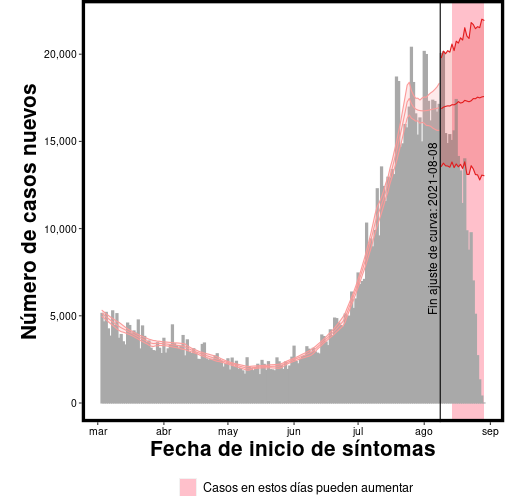 Número de casos nuevos
20,000
15,000
10,000
5,000
0
Fin ajuste de curva: 2021-08-08
mar abr may jun jul ago sep
Fecha de inicio de síntomas
Casos en estos días pueden aumentar